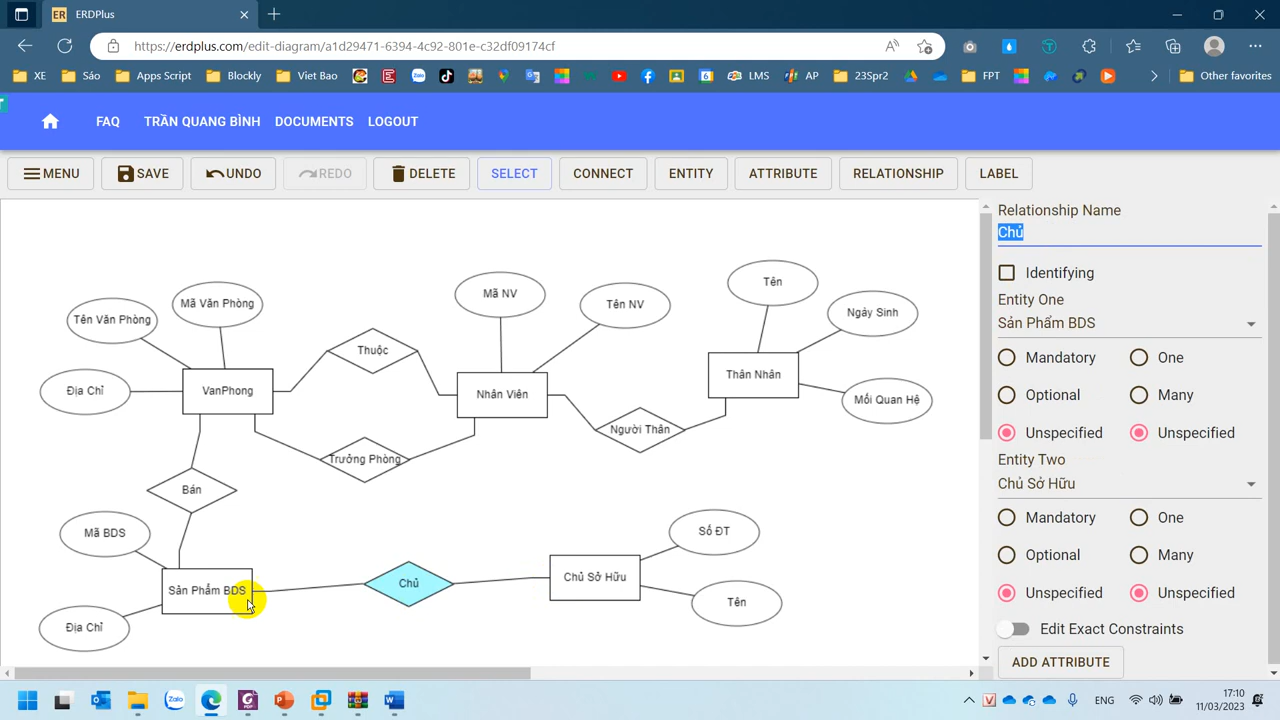 ERDPlus
https://erdplus.com/edit-diagram/a1d29471-6394-4c92-801e-c32df09174cf
XE
Sáo
Apps Script
Blockly
Viet Bao
LMS
AP
23Spr2
FPT
Other favorites
FAQ
TRẦN QUANG BÌNH
DOCUMENTS
LOGOUT
MENU
SAVE
UNDO
REDO
DELETE
SELECT
CONNECT
ENTITY
ATTRIBUTE
RELATIONSHIP
LABEL
Relationship Name
Chủ
Identifying
Entity One
Sản Phẩm BDS
Mandatory
One
Optional
Many
Unspecified
Unspecified
Entity Two
Chủ Sở Hữu
Mandatory
One
Optional
Many
Unspecified
Unspecified
Edit Exact Constraints
ADD ATTRIBUTE
Tên Văn Phòng
Mã Văn Phòng
Địa Chỉ
VanPhong
Thuộc
Mã NV
Tên NV
Nhân Viên
Trưởng Phòng
Tên
Ngày Sinh
Thân Nhân
Mối Quan Hệ
Người Thân
Bán
Mã BDS
Sản Phẩm BDS
Địa Chỉ
Chủ
Chủ Sở Hữu
Số ĐT
Tên
Zalo
ENG
17:10
11/03/2023